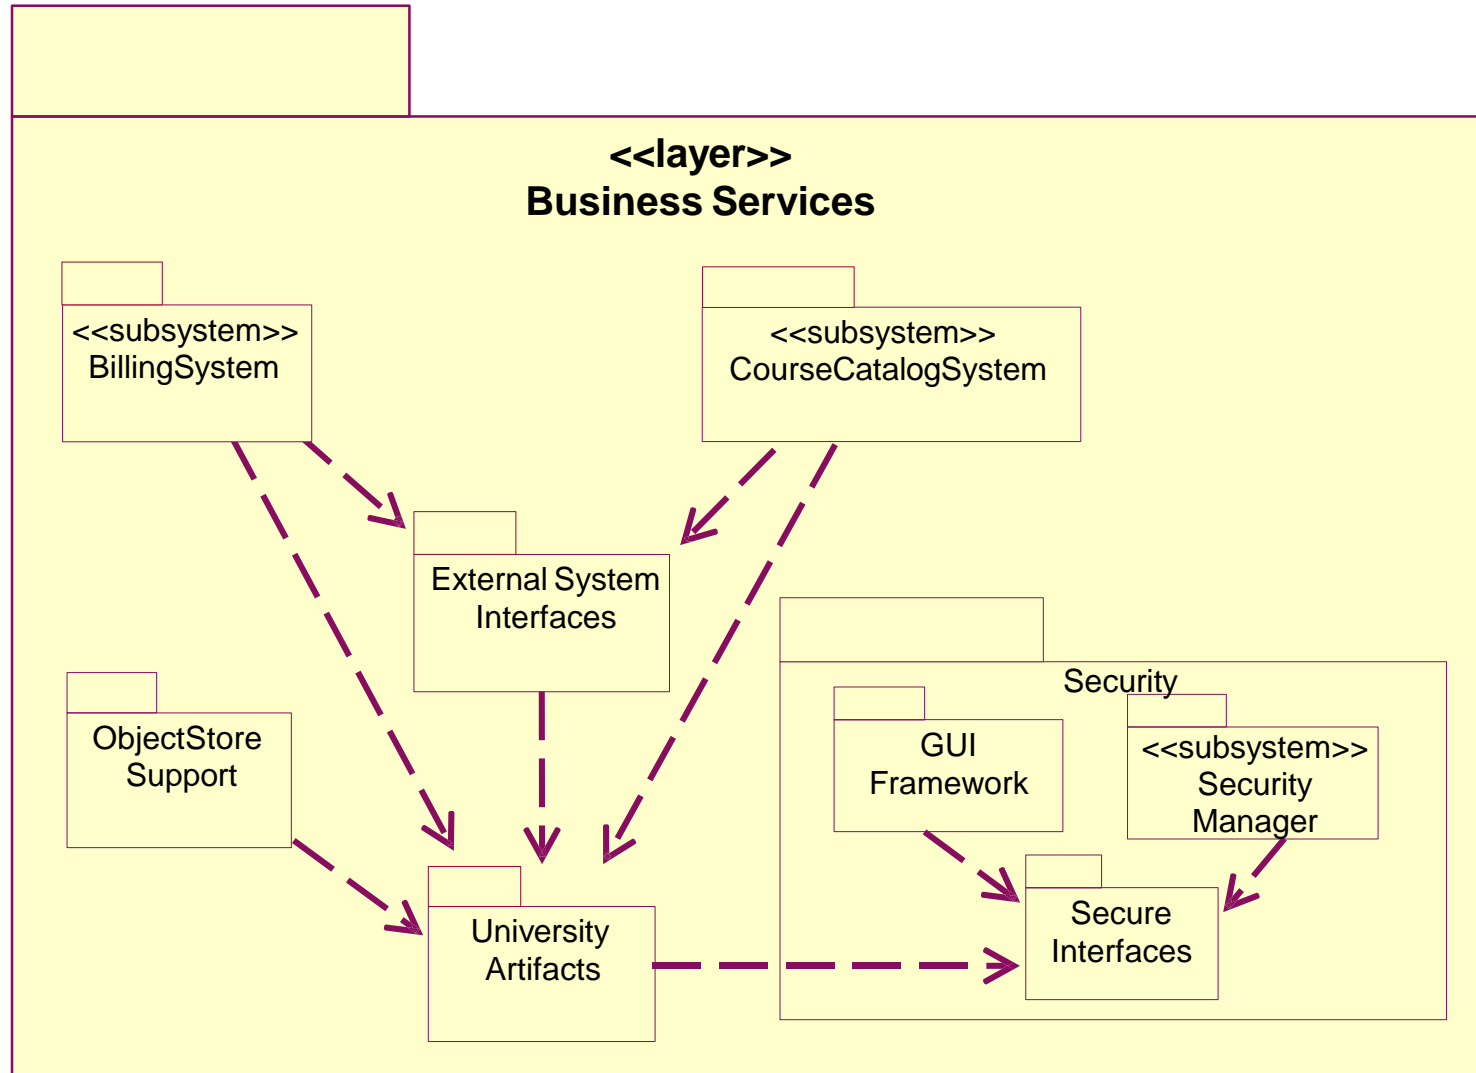 <<layer>>
Business Services
<<subsystem>>
BillingSystem
<<subsystem>>
CourseCatalogSystem
External System
Interfaces
Security
ObjectStore
Support
GUI
Framework
<<subsystem>>
Security
Manager
University
Artifacts
Secure
Interfaces